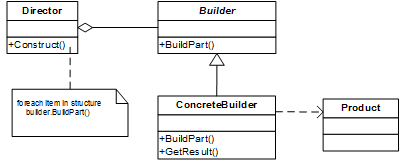 Director
Builder
+Construct()
+BuildPart()
foreach item in structure
builder.BuildPart()
ConcreteBuilder
Product
+BuildPart()
+GetResult()